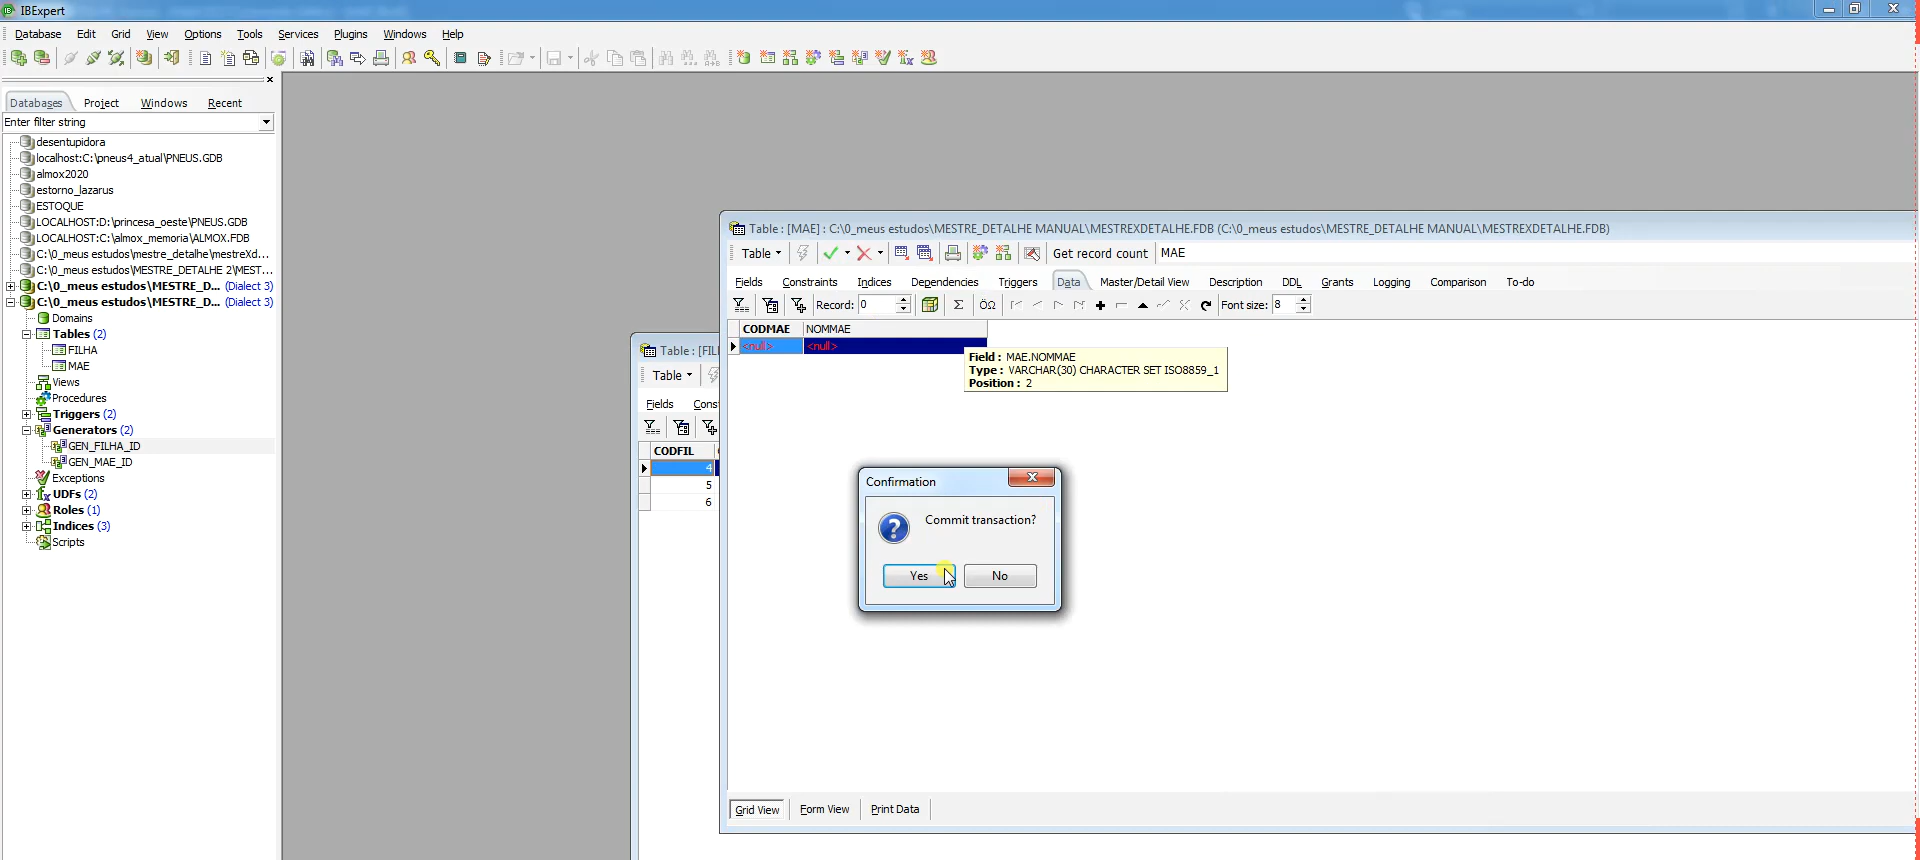 IBExpert
Database Edit Grid View Options Tools Services Plugins Windows Help
Databases Project Windows Recent
Enter filter string
desentupidora
localhost:C:\pneus4_atual\PNEUS.GDB
almox2020
estorno_lazarus
ESTOQUE
LOCALHOST:D:\princesa_oeste\PNEUS.GDB
LOCALHOST:C:\almox_memoria\ALMOX.FDB
C:\0_meus estudos\mestre_detalhe\mestreXd...
C:\0_meus estudos\MESTRE_DETALHE 2\MEST...
C:\0_meus estudos\MESTRE_D... (Dialect 3)
C:\0_meus estudos\MESTRE_D... (Dialect 3)
Domains
Tables (2)
FILHA
MAE
Views
Procedures
Triggers (2)
Generators (2)
GEN_FILHA_ID
GEN_MAE_ID
Exceptions
UDFs (2)
Roles (1)
Indices (3)
Scripts
Table : [FIL
Table
Fields Const
CODFIL
4
5
6
Table : [MAE] : C:\0_meus estudos\MESTRE_DETALHE MANUAL\MESTREXDETALHE.FDB (C:\0_meus estudos\MESTRE_DETALHE MANUAL\MESTREXDETALHE.FDB)
Table Get record count MAE
Fields Constraints Indices Dependencies Triggers Data Master/Detail View Description DDL Grants Logging Comparison To-do
Record: 0 Σ ÖΩ Font size: 8
CODMAE NOMMAE
<null> <null>
Field : MAE.NOMMAE
Type : VARCHAR(30) CHARACTER SET ISO8859_1
Position : 2
Confirmation
Commit transaction?
Yes No
Grid View Form View Print Data